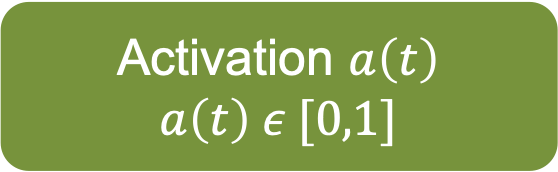 Activation 𝑎(𝑡)
𝑎(𝑡) 𝜖 [0,1]